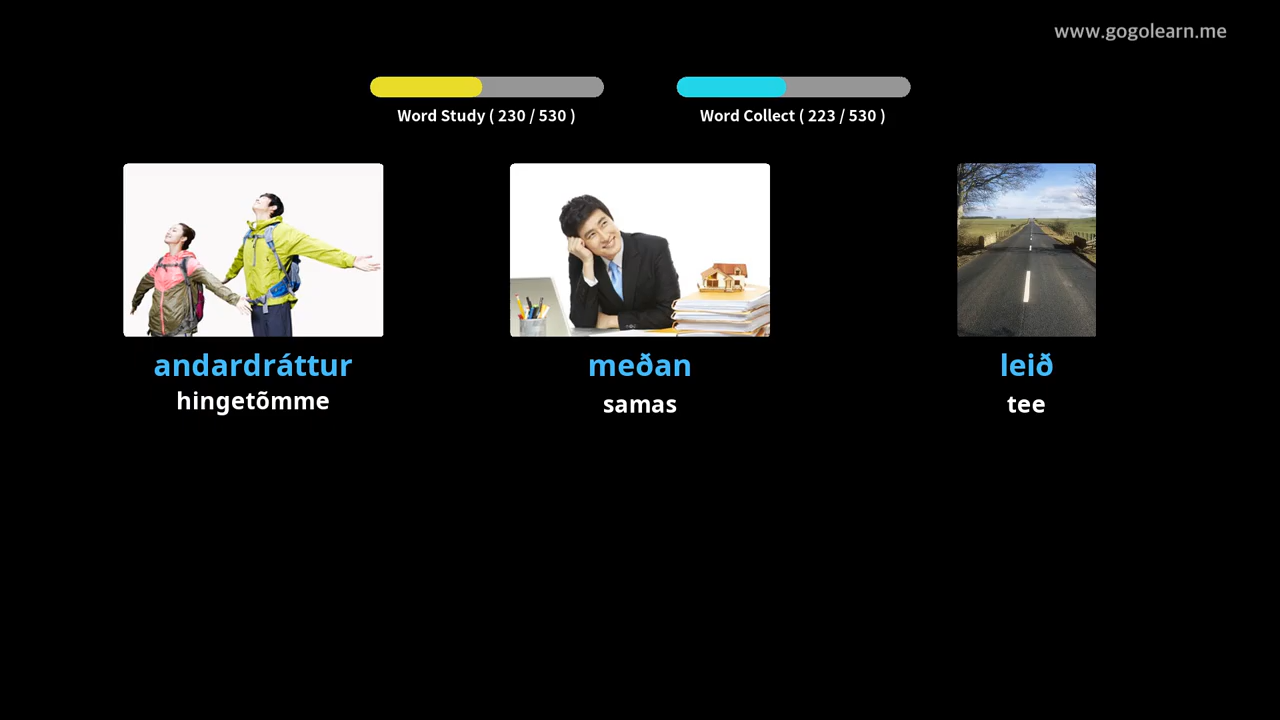 www.gogolearn.me
Word Study ( 230 / 530 )
Word Collect ( 223 / 530 )
andardráttur
hingetõmme
meðan
samas
leið
tee